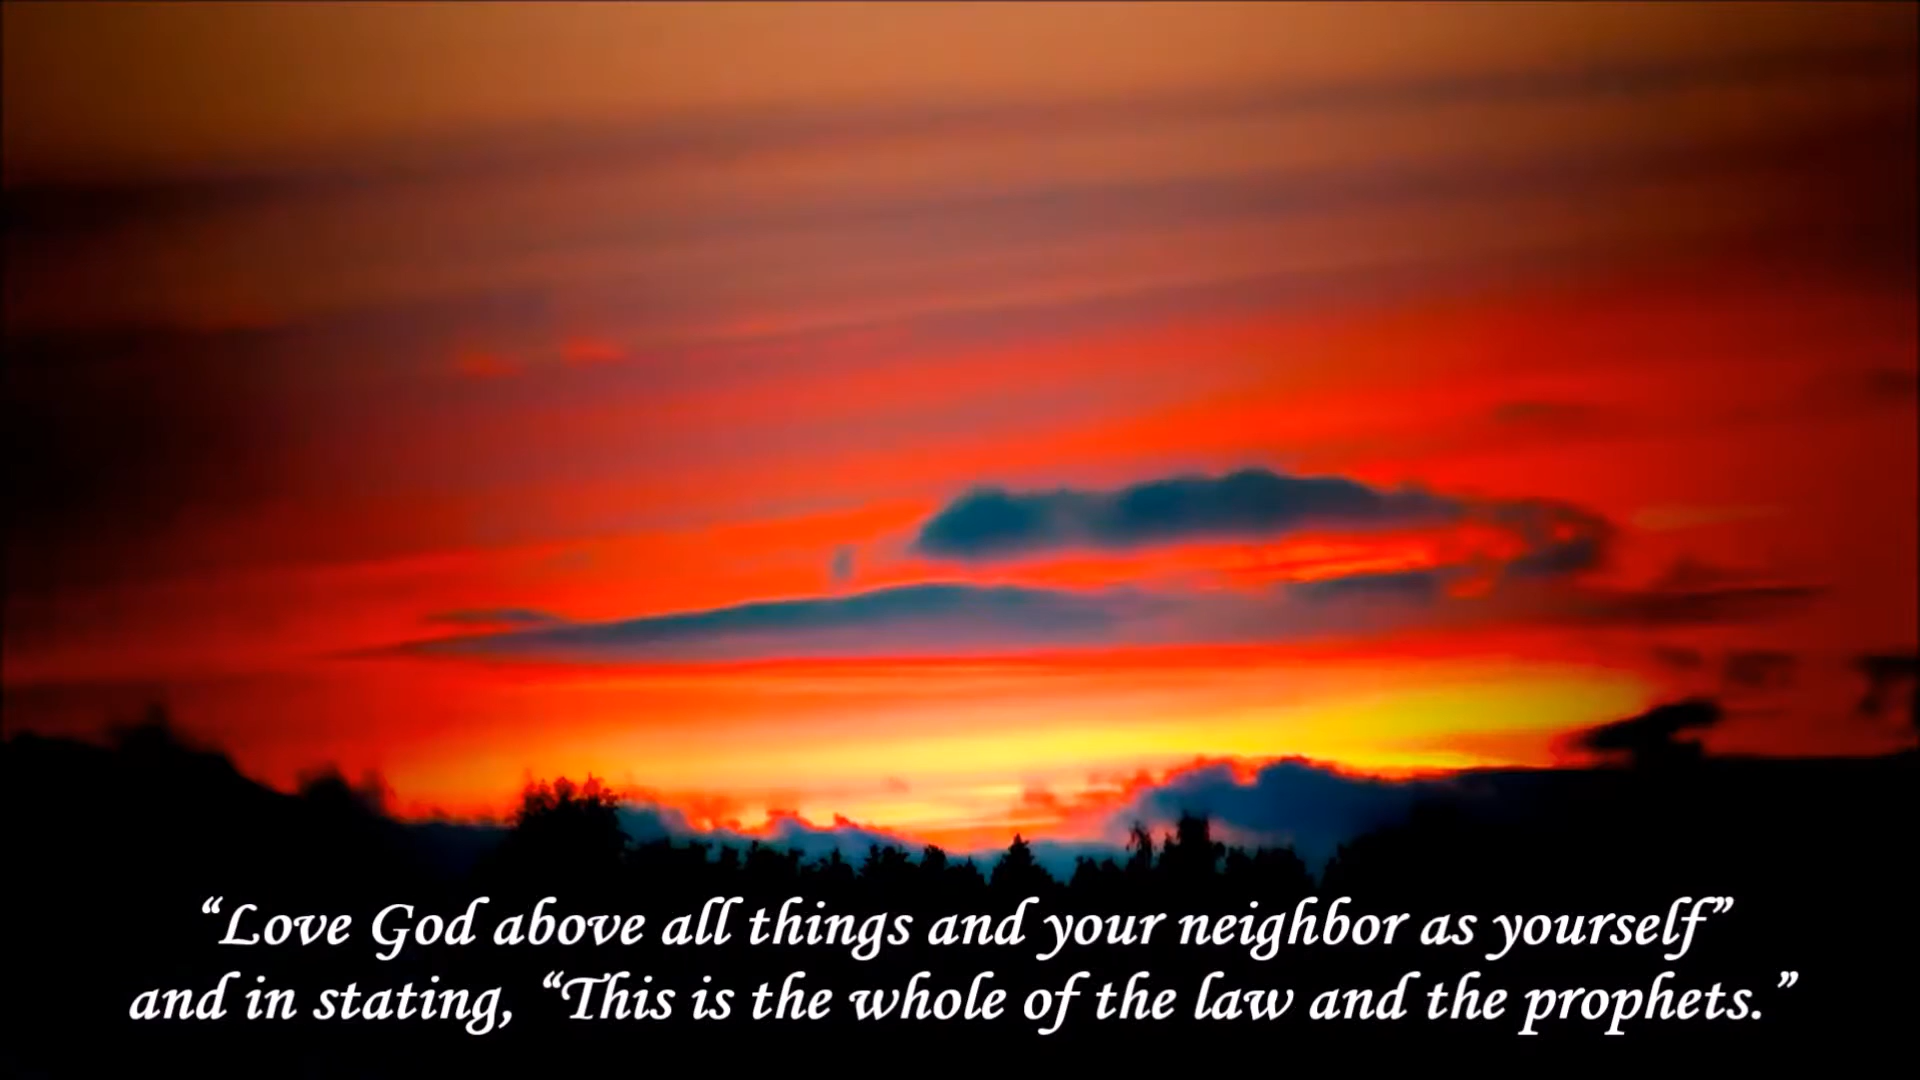 “Love God above all things and your neighbor as yourself”
and in stating, “This is the whole of the law and the prophets.”